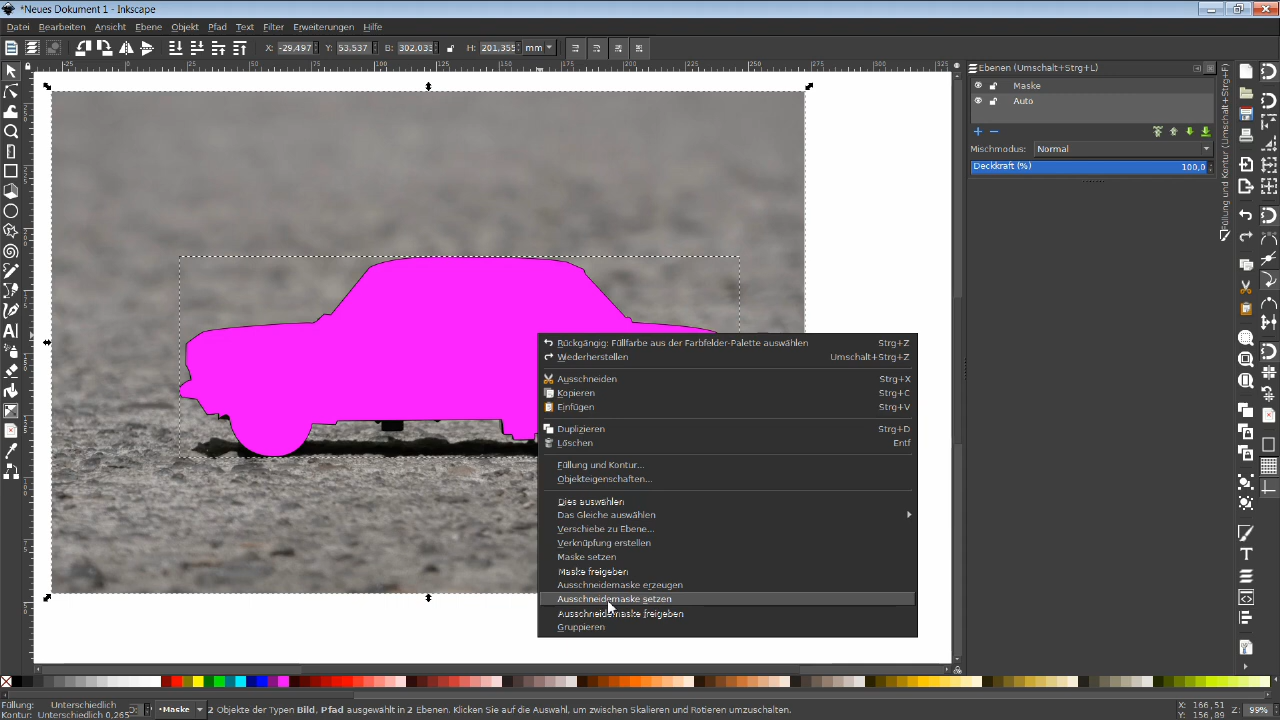 *Neues Dokument 1 - Inkscape
Datei Bearbeiten Ansicht Ebene Objekt Pfad Text Filter Erweiterungen Hilfe
X: -29,497 Y: 53,537 B: 302,033 H: 201,355 mm
Ebenen (Umschalt+Strg+L)
Maske
Auto
Mischmodus: Normal
Deckkraft (%) 100,0
Füllung und Kontur (Umschalt+Strg+F)
Rückgängig: Füllfarbe aus der Farbfelder-Palette auswählen Strg+Z
Wiederherstellen Umschalt+Strg+Z
Ausschneiden Strg+X
Kopieren Strg+C
Einfügen Strg+V
Duplizieren Strg+D
Löschen Entf
Füllung und Kontur...
Objekteigenschaften...
Dies auswählen
Das Gleiche auswählen
Verschiebe zu Ebene...
Verknüpfung erstellen
Maske setzen
Maske freigeben
Ausschneidemaske erzeugen
Ausschneidemaske setzen
Ausschneidemaske freigeben
Gruppieren
Füllung: Unterschiedlich
Kontur: Unterschiedlich 0,265
•Maske
2 Objekte der Typen Bild, Pfad ausgewählt in 2 Ebenen. Klicken Sie auf die Auswahl, um zwischen Skalieren und Rotieren umzuschalten.
X: 166,51
Y: 156,89
Z: 99%